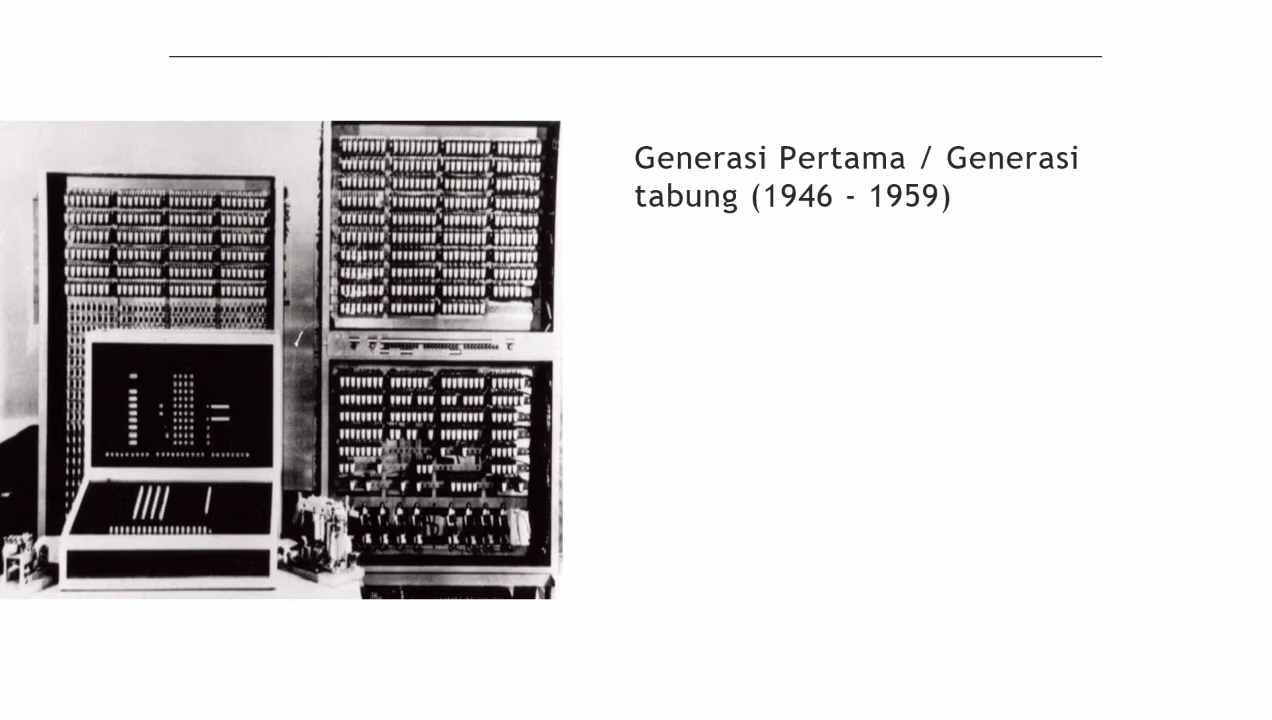 Generasi Pertama / Generasi
tabung (1946 - 1959)